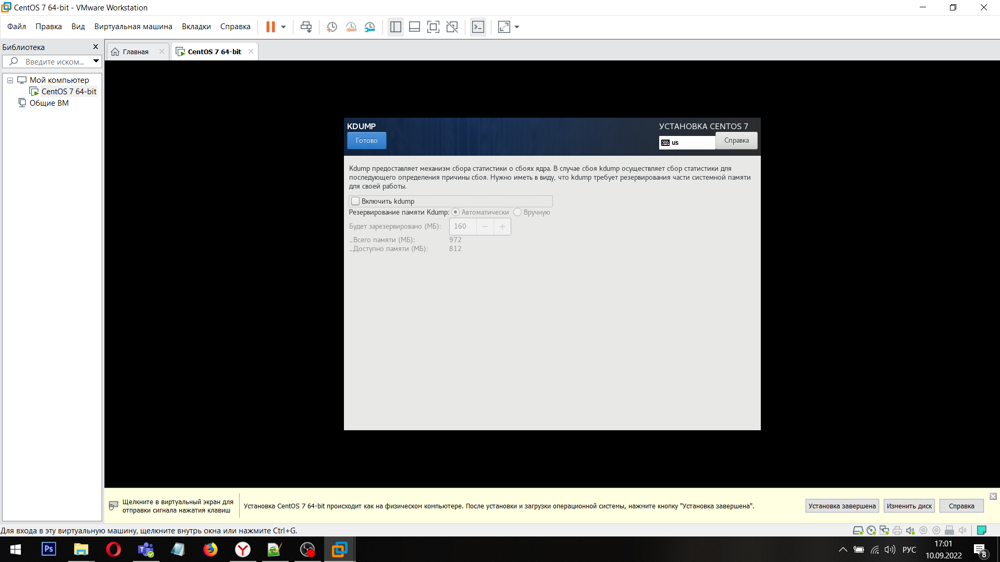 CentOS 7 64-bit - VMware Workstation
Файл Правка Вид Виртуальная машина Вкладки Справка
Библиотека
Введите иском...
Мой компьютер
CentOS 7 64-bit
Общие ВМ
Главная
CentOS 7 64-bit
KDUMP
Готово
УСТАНОВКА CENTOS 7
us
Справка
Kdump предоставляет механизм сбора статистики о сбоях ядра. В случае сбоя kdump осуществляет сбор статистики для
последующего определения причины сбоя. Нужно иметь в виду, что kdump требует резервирования части системной памяти
для своей работы.
Включить kdump
Резервирование памяти Kdump: Автоматически Вручную
Будет зарезервировано (МБ): 160 − +
_Всего памяти (МБ): 972
_Доступно памяти (МБ): 812
Щелкните в виртуальный экран для
отправки сигнала нажатия клавиш
Установка CentOS 7 64-bit происходит как на физическом компьютере. После установки и загрузки операционной системы, нажмите кнопку "Установка завершена".
Установка завершена
Изменить диск
Справка
Для входа в эту виртуальную машину, щелкните внутрь окна или нажмите Ctrl+G.
Ps
T
РУС
17:01
10.09.2022
8